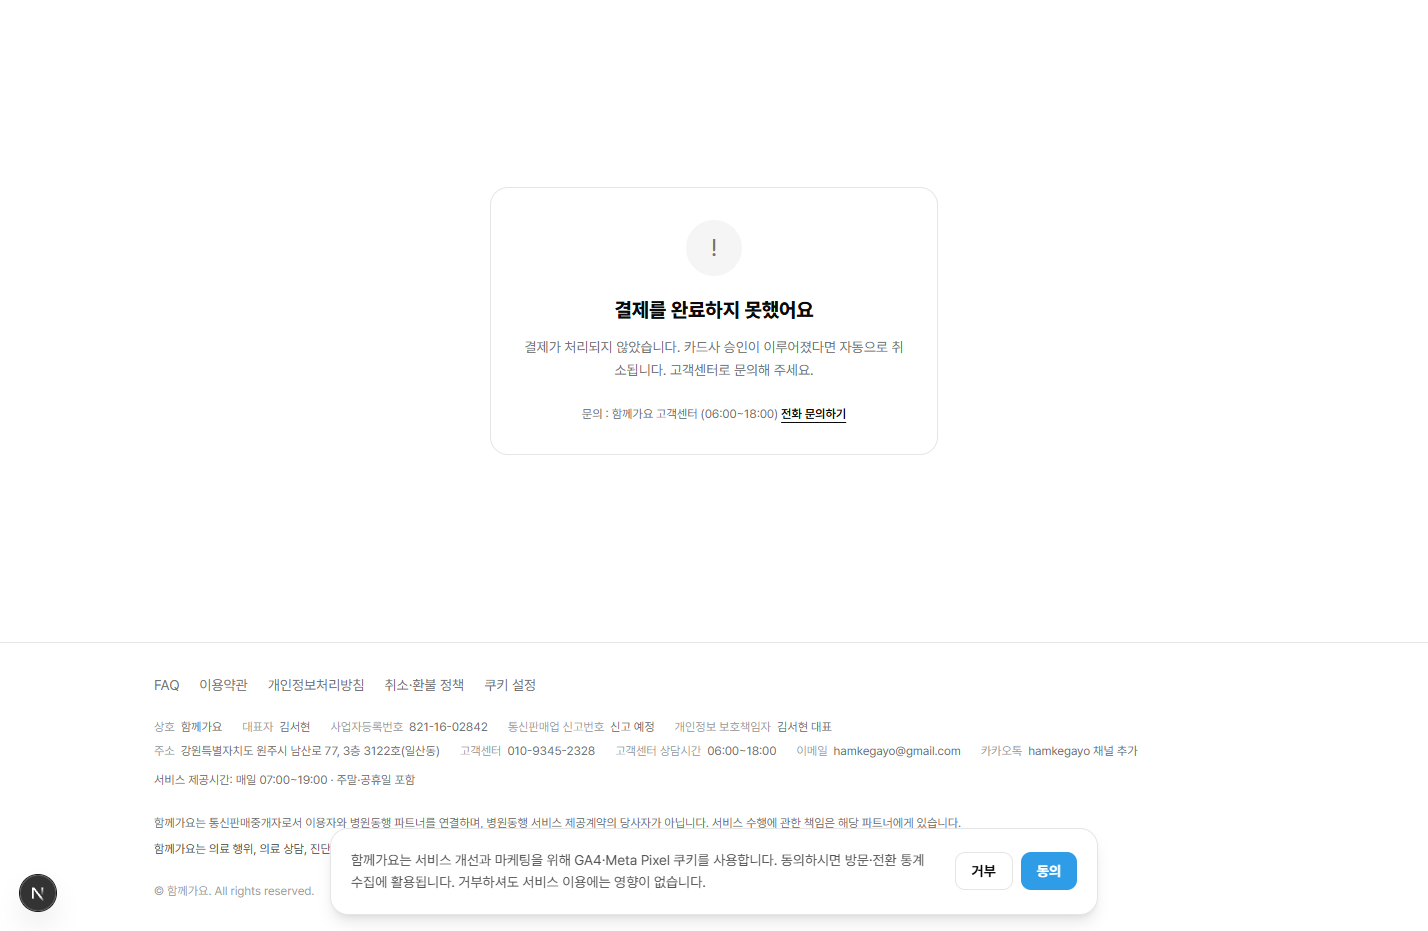 !
결제를 완료하지 못했어요
결제가 처리되지 않았습니다. 카드사 승인이 이루어졌다면 자동으로 취
소됩니다. 고객센터로 문의해 주세요.
문의 : 함께가요 고객센터 (06:00~18:00) 전화 문의하기
FAQ 이용약관 개인정보처리방침 취소·환불 정책 쿠키 설정
상호 함께가요 대표자 김서현 사업자등록번호 821-16-02842 통신판매업 신고번호 신고 예정 개인정보 보호책임자 김서현 대표
주소 강원특별자치도 원주시 남산로 77, 3층 3122호(일산동) 고객센터 010-9345-2328 고객센터 상담시간 06:00~18:00 이메일 hamkegayo@gmail.com 카카오톡 hamkegayo 채널 추가
서비스 제공시간: 매일 07:00~19:00 · 주말·공휴일 포함
함께가요는 통신판매중개자로서 이용자와 병원동행 파트너를 연결하며, 병원동행 서비스 제공계약의 당사자가 아닙니다. 서비스 수행에 관한 책임은 해당 파트너에게 있습니다.
함께가요는 의료 행위, 의료 상담, 진단
함께가요는 서비스 개선과 마케팅을 위해 GA4·Meta Pixel 쿠키를 사용합니다. 동의하시면 방문·전환 통계
수집에 활용됩니다. 거부하셔도 서비스 이용에는 영향이 없습니다.
거부 동의
© 함께가요. All rights reserved.
N